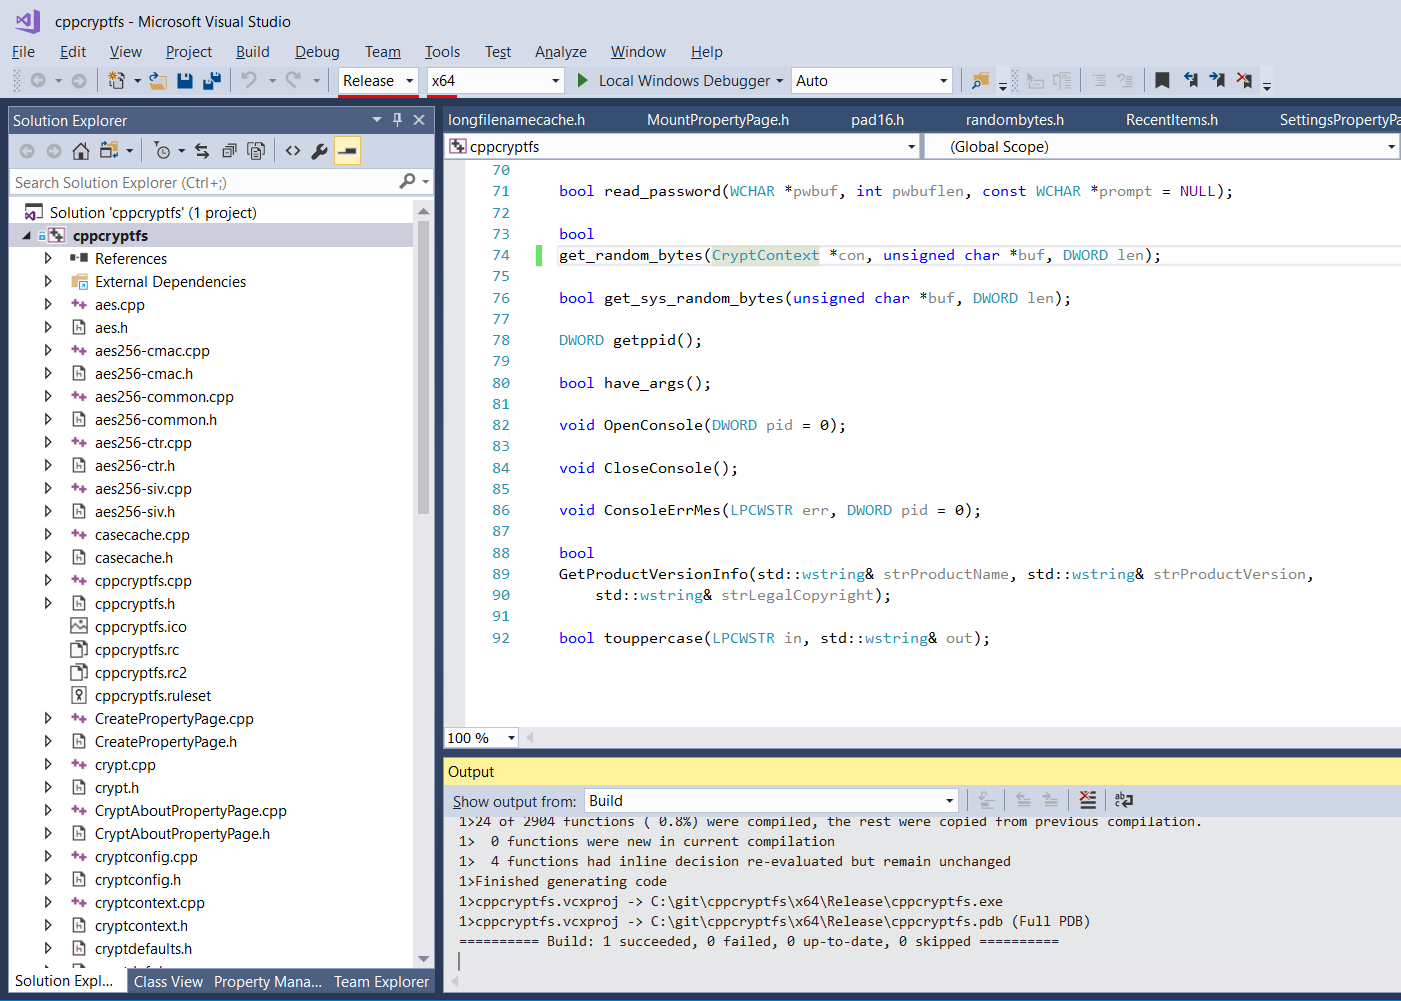 cppcryptfs - Microsoft Visual Studio
File Edit View Project Build Debug Team Tools Test Analyze Window Help
Release x64 Local Windows Debugger Auto
Solution Explorer
Search Solution Explorer (Ctrl+;)
Solution 'cppcryptfs' (1 project)
cppcryptfs
References
External Dependencies
aes.cpp
aes.h
aes256-cmac.cpp
aes256-cmac.h
aes256-common.cpp
aes256-common.h
aes256-ctr.cpp
aes256-ctr.h
aes256-siv.cpp
aes256-siv.h
casecache.cpp
casecache.h
cppcryptfs.cpp
cppcryptfs.h
cppcryptfs.ico
cppcryptfs.rc
cppcryptfs.rc2
cppcryptfs.ruleset
CreatePropertyPage.cpp
CreatePropertyPage.h
crypt.cpp
crypt.h
CryptAboutPropertyPage.cpp
CryptAboutPropertyPage.h
cryptconfig.cpp
cryptconfig.h
cryptcontext.cpp
cryptcontext.h
cryptdefaults.h
Solution Expl... Class View Property Mana... Team Explorer
longfilenamecache.h MountPropertyPage.h pad16.h randombytes.h RecentItems.h SettingsPropertyPa
cppcryptfs (Global Scope)
70
71 bool read_password(WCHAR *pwbuf, int pwbuflen, const WCHAR *prompt = NULL);
72
73 bool
74 get_random_bytes(CryptContext *con, unsigned char *buf, DWORD len);
75
76 bool get_sys_random_bytes(unsigned char *buf, DWORD len);
77
78 DWORD getppid();
79
80 bool have_args();
81
82 void OpenConsole(DWORD pid = 0);
83
84 void CloseConsole();
85
86 void ConsoleErrMes(LPCWSTR err, DWORD pid = 0);
87
88 bool
89 GetProductVersionInfo(std::wstring& strProductName, std::wstring& strProductVersion,
90 std::wstring& strLegalCopyright);
91
92 bool touppercase(LPCWSTR in, std::wstring& out);
100 %
Output
Show output from: Build
1>24 of 2904 functions ( 0.8%) were compiled, the rest were copied from previous compilation.
1> 0 functions were new in current compilation
1> 4 functions had inline decision re-evaluated but remain unchanged
1>Finished generating code
1>cppcryptfs.vcxproj -> C:\git\cppcryptfs\x64\Release\cppcryptfs.exe
1>cppcryptfs.vcxproj -> C:\git\cppcryptfs\x64\Release\cppcryptfs.pdb (Full PDB)
========== Build: 1 succeeded, 0 failed, 0 up-to-date, 0 skipped ==========